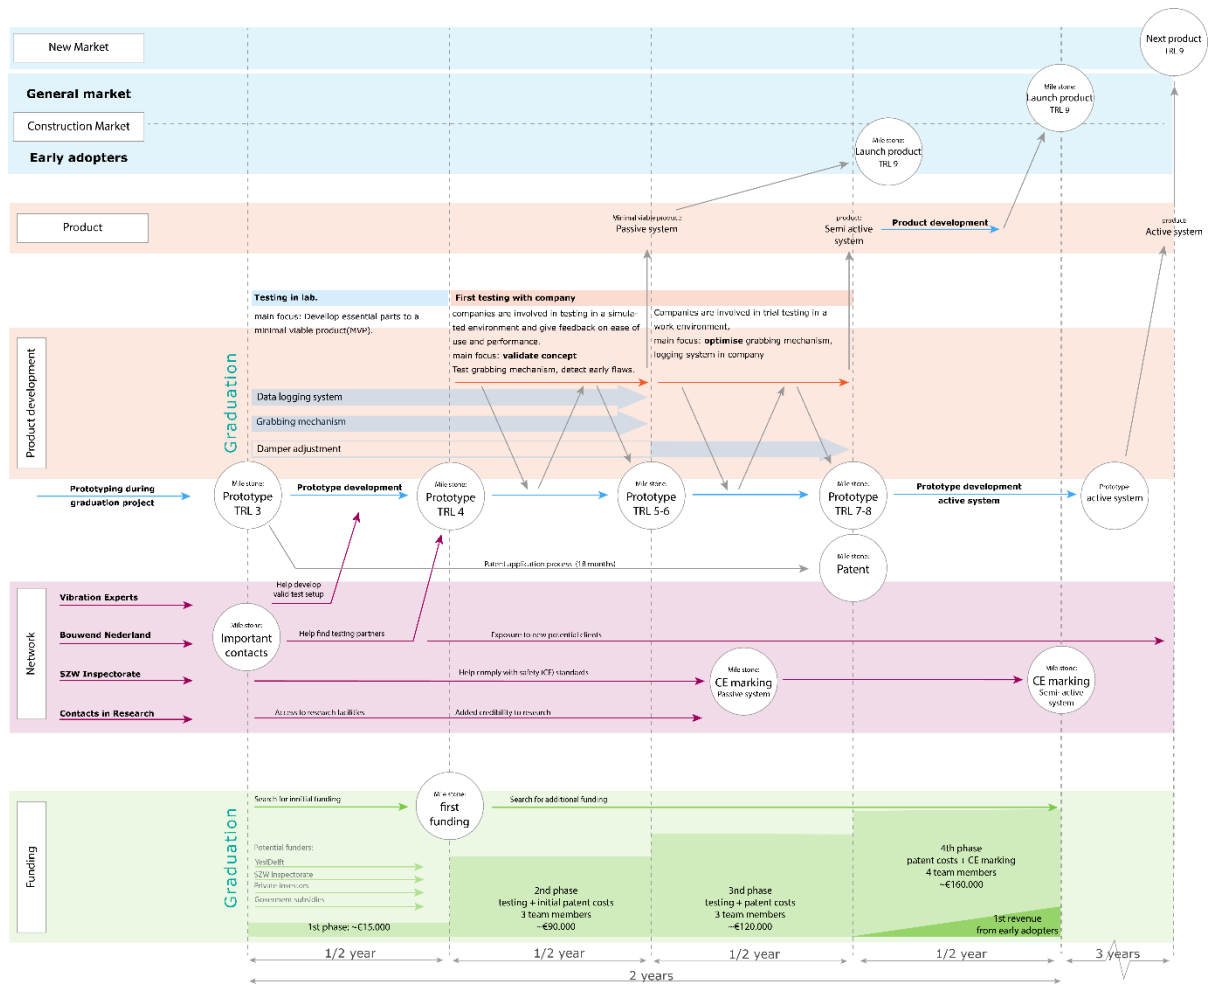 New Market
Mile stone:
Next product
TRL 9
General market
Mile stone:
Launch product
TRL 9
Construction Market
Early adopters
Mile stone:
Launch product
TRL 9
Product
Minimal viable produc:
Passive system
product:
Semi active
system
Product development
product:
Active system
Testing in lab.
main focus: Develop essential parts to a
minimal viable product(MVP).
First testing with company
companies are involved in testing in a simula-
ted environment and give feedback on ease of
use and performance.
main focus: validate concept
Test grabbing mechanism, detect early flaws.
Companies are involved in trial testing in a
work environment.
main focus: optimise grabbing mechanism,
logging system in company
Product development
Graduation
Data logging system
Grabbing mechanism
Damper adjustment
Prototyping during
graduation project
Mile stone:
Prototype
TRL 3
Prototype development
Mile stone:
Prototype
TRL 4
Mile stone:
Prototype
TRL 5-6
Mile stone:
Prototype
TRL 7-8
Prototype development
active system
Prototype
active system
Patent application process (18 months)
Mile stone:
Patent
Network
Vibration Experts
Bouwend Nederland
SZW Inspectorate
Contacts in Research
Help develop
valid test setup
Mile stone:
Important
contacts
Help find testing partners
Exposure to new potential clients
Help comply with safety (CE) standards
Mile stone:
CE marking
Passive system
Mile stone:
CE marking
Semi-active
system
Access to research facilities
Added credibility to research
Funding
Graduation
Search for innitial funding
Mile stone:
first
funding
Search for additional funding
Potential funders:
Yes!Delft
SZW Inspectorate
Private investors
Goverment subsidies
1st phase: ~€15.000
2nd phase
testing + initial patent costs
3 team members
~€90.000
3nd phase
testing + patent costs
3 team members
~€120.000
4th phase
patent costs + CE marking
4 team members
~€160.000
1st revenue
from early adopters
1/2 year
1/2 year
1/2 year
1/2 year
3 years
2 years